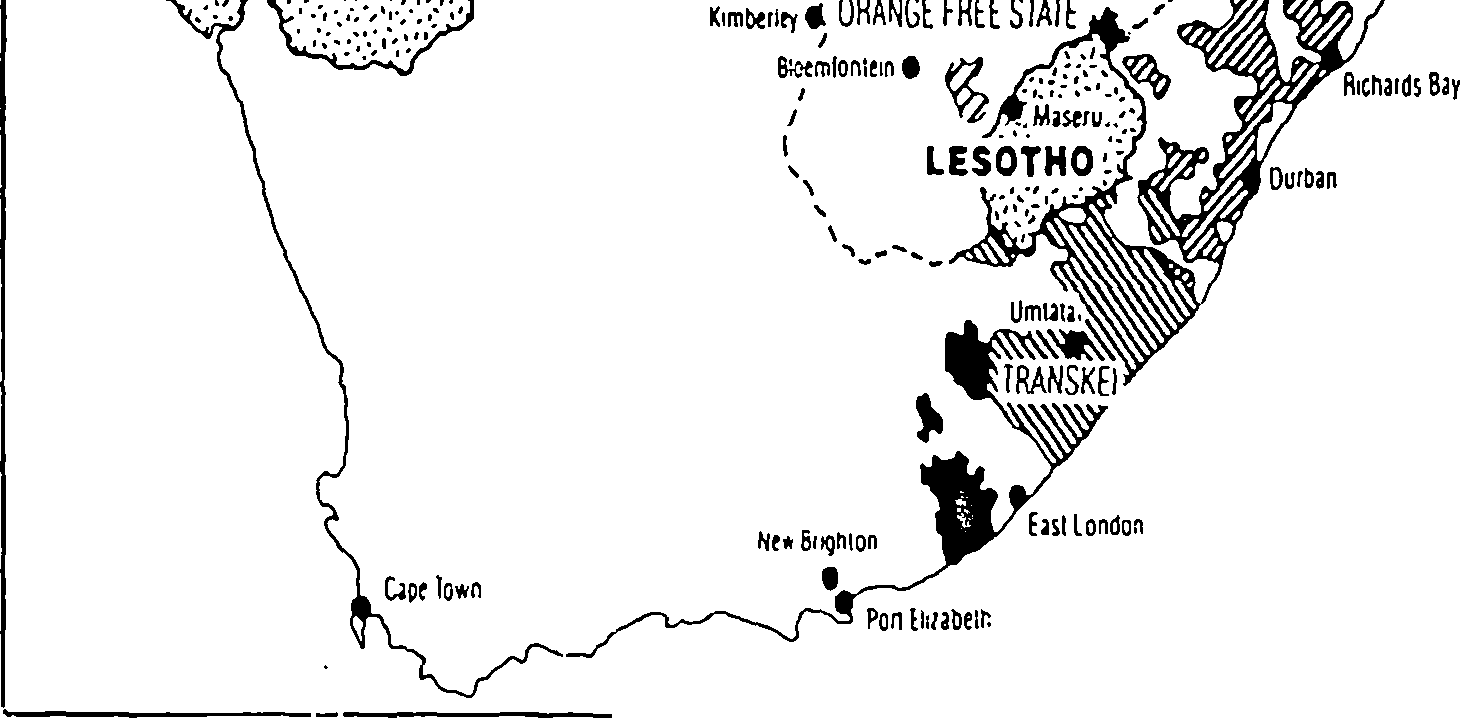 Kimberley
ORANGE FREE STATE
Bloemfontein
Richards Bay
Maseru
LESOTHO
Durban
Umtata
TRANSKEI
East London
New Brighton
Cape Town
Port Elizabeth